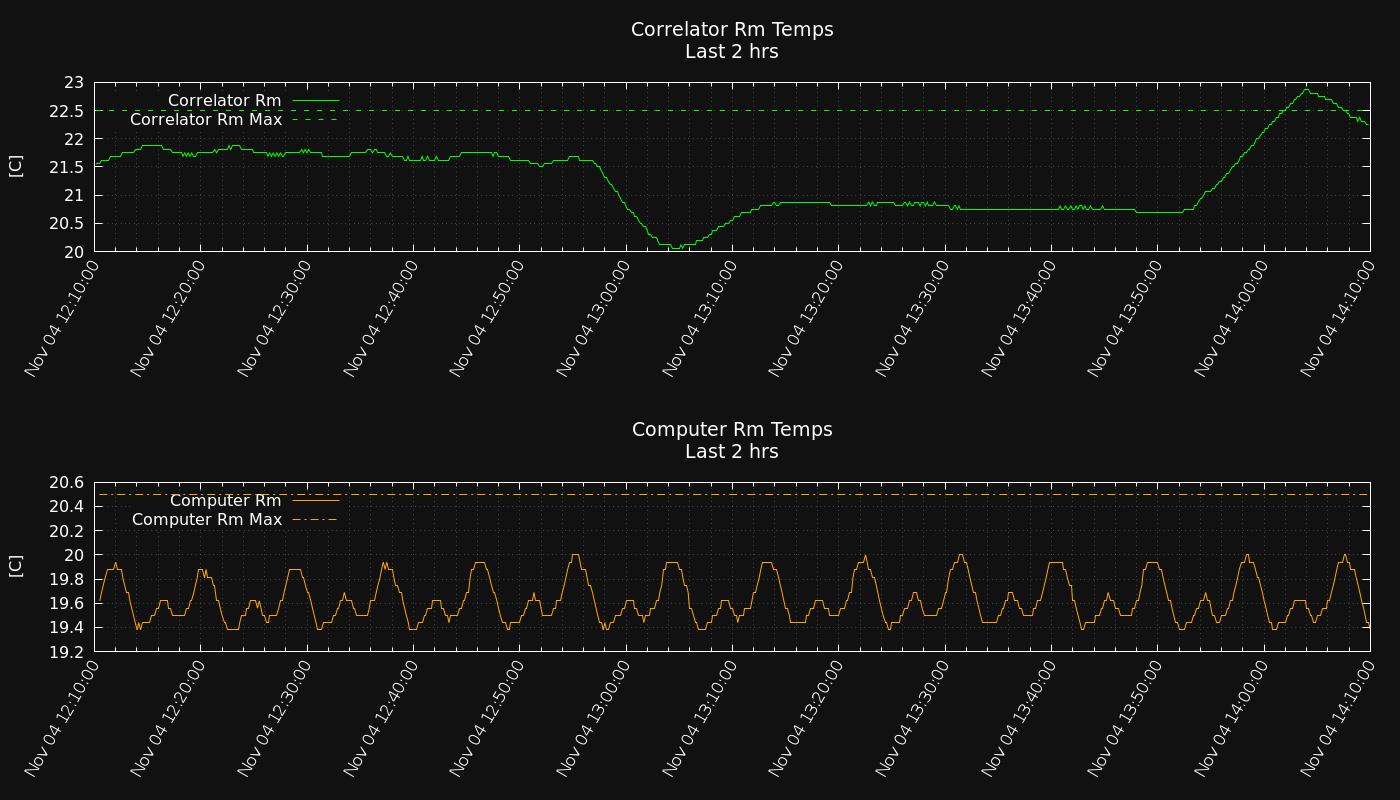 Correlator Rm Temps
Last 2 hrs
23
22.5
22
21.5
21
20.5
20
[C]
Correlator Rm
Correlator Rm Max
Nov 04 12:10:00
Nov 04 12:20:00
Nov 04 12:30:00
Nov 04 12:40:00
Nov 04 12:50:00
Nov 04 13:00:00
Nov 04 13:10:00
Nov 04 13:20:00
Nov 04 13:30:00
Nov 04 13:40:00
Nov 04 13:50:00
Nov 04 14:00:00
Nov 04 14:10:00
Computer Rm Temps
Last 2 hrs
20.6
20.4
20.2
20
19.8
19.6
19.4
19.2
[C]
Computer Rm
Computer Rm Max
Nov 04 12:10:00
Nov 04 12:20:00
Nov 04 12:30:00
Nov 04 12:40:00
Nov 04 12:50:00
Nov 04 13:00:00
Nov 04 13:10:00
Nov 04 13:20:00
Nov 04 13:30:00
Nov 04 13:40:00
Nov 04 13:50:00
Nov 04 14:00:00
Nov 04 14:10:00